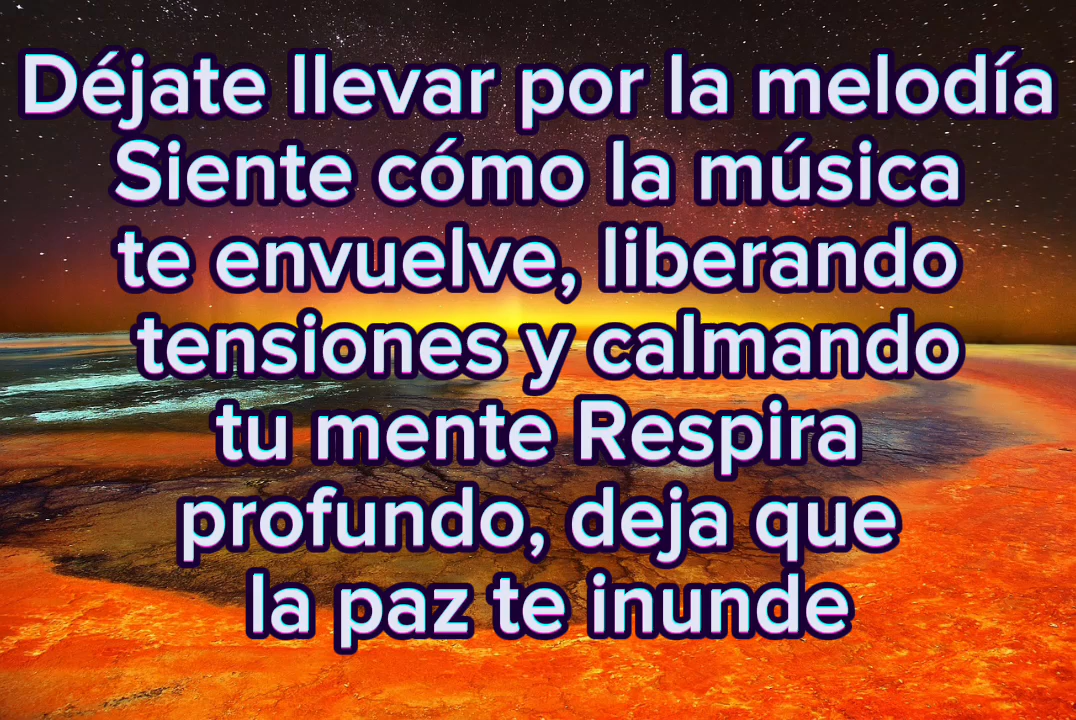 Déjate llevar por la melodía
Siente cómo la música
te envuelve, liberando
tensiones y calmando
tu mente Respira
profundo, deja que
la paz te inunde